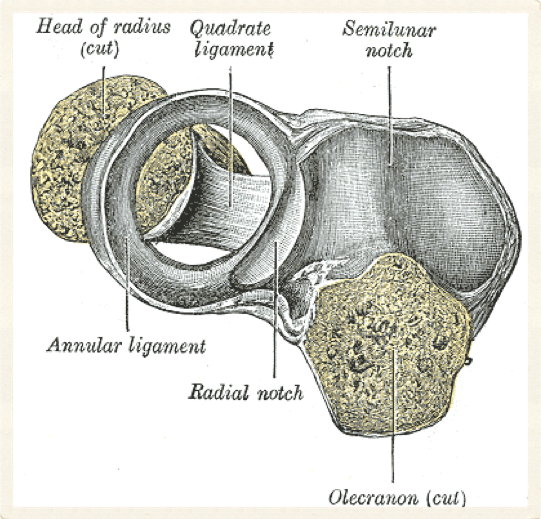 Head of radius
(cut)
Quadrate
ligament
Semilunar
notch
Annular ligament
Radial notch
Olecranon (cut)